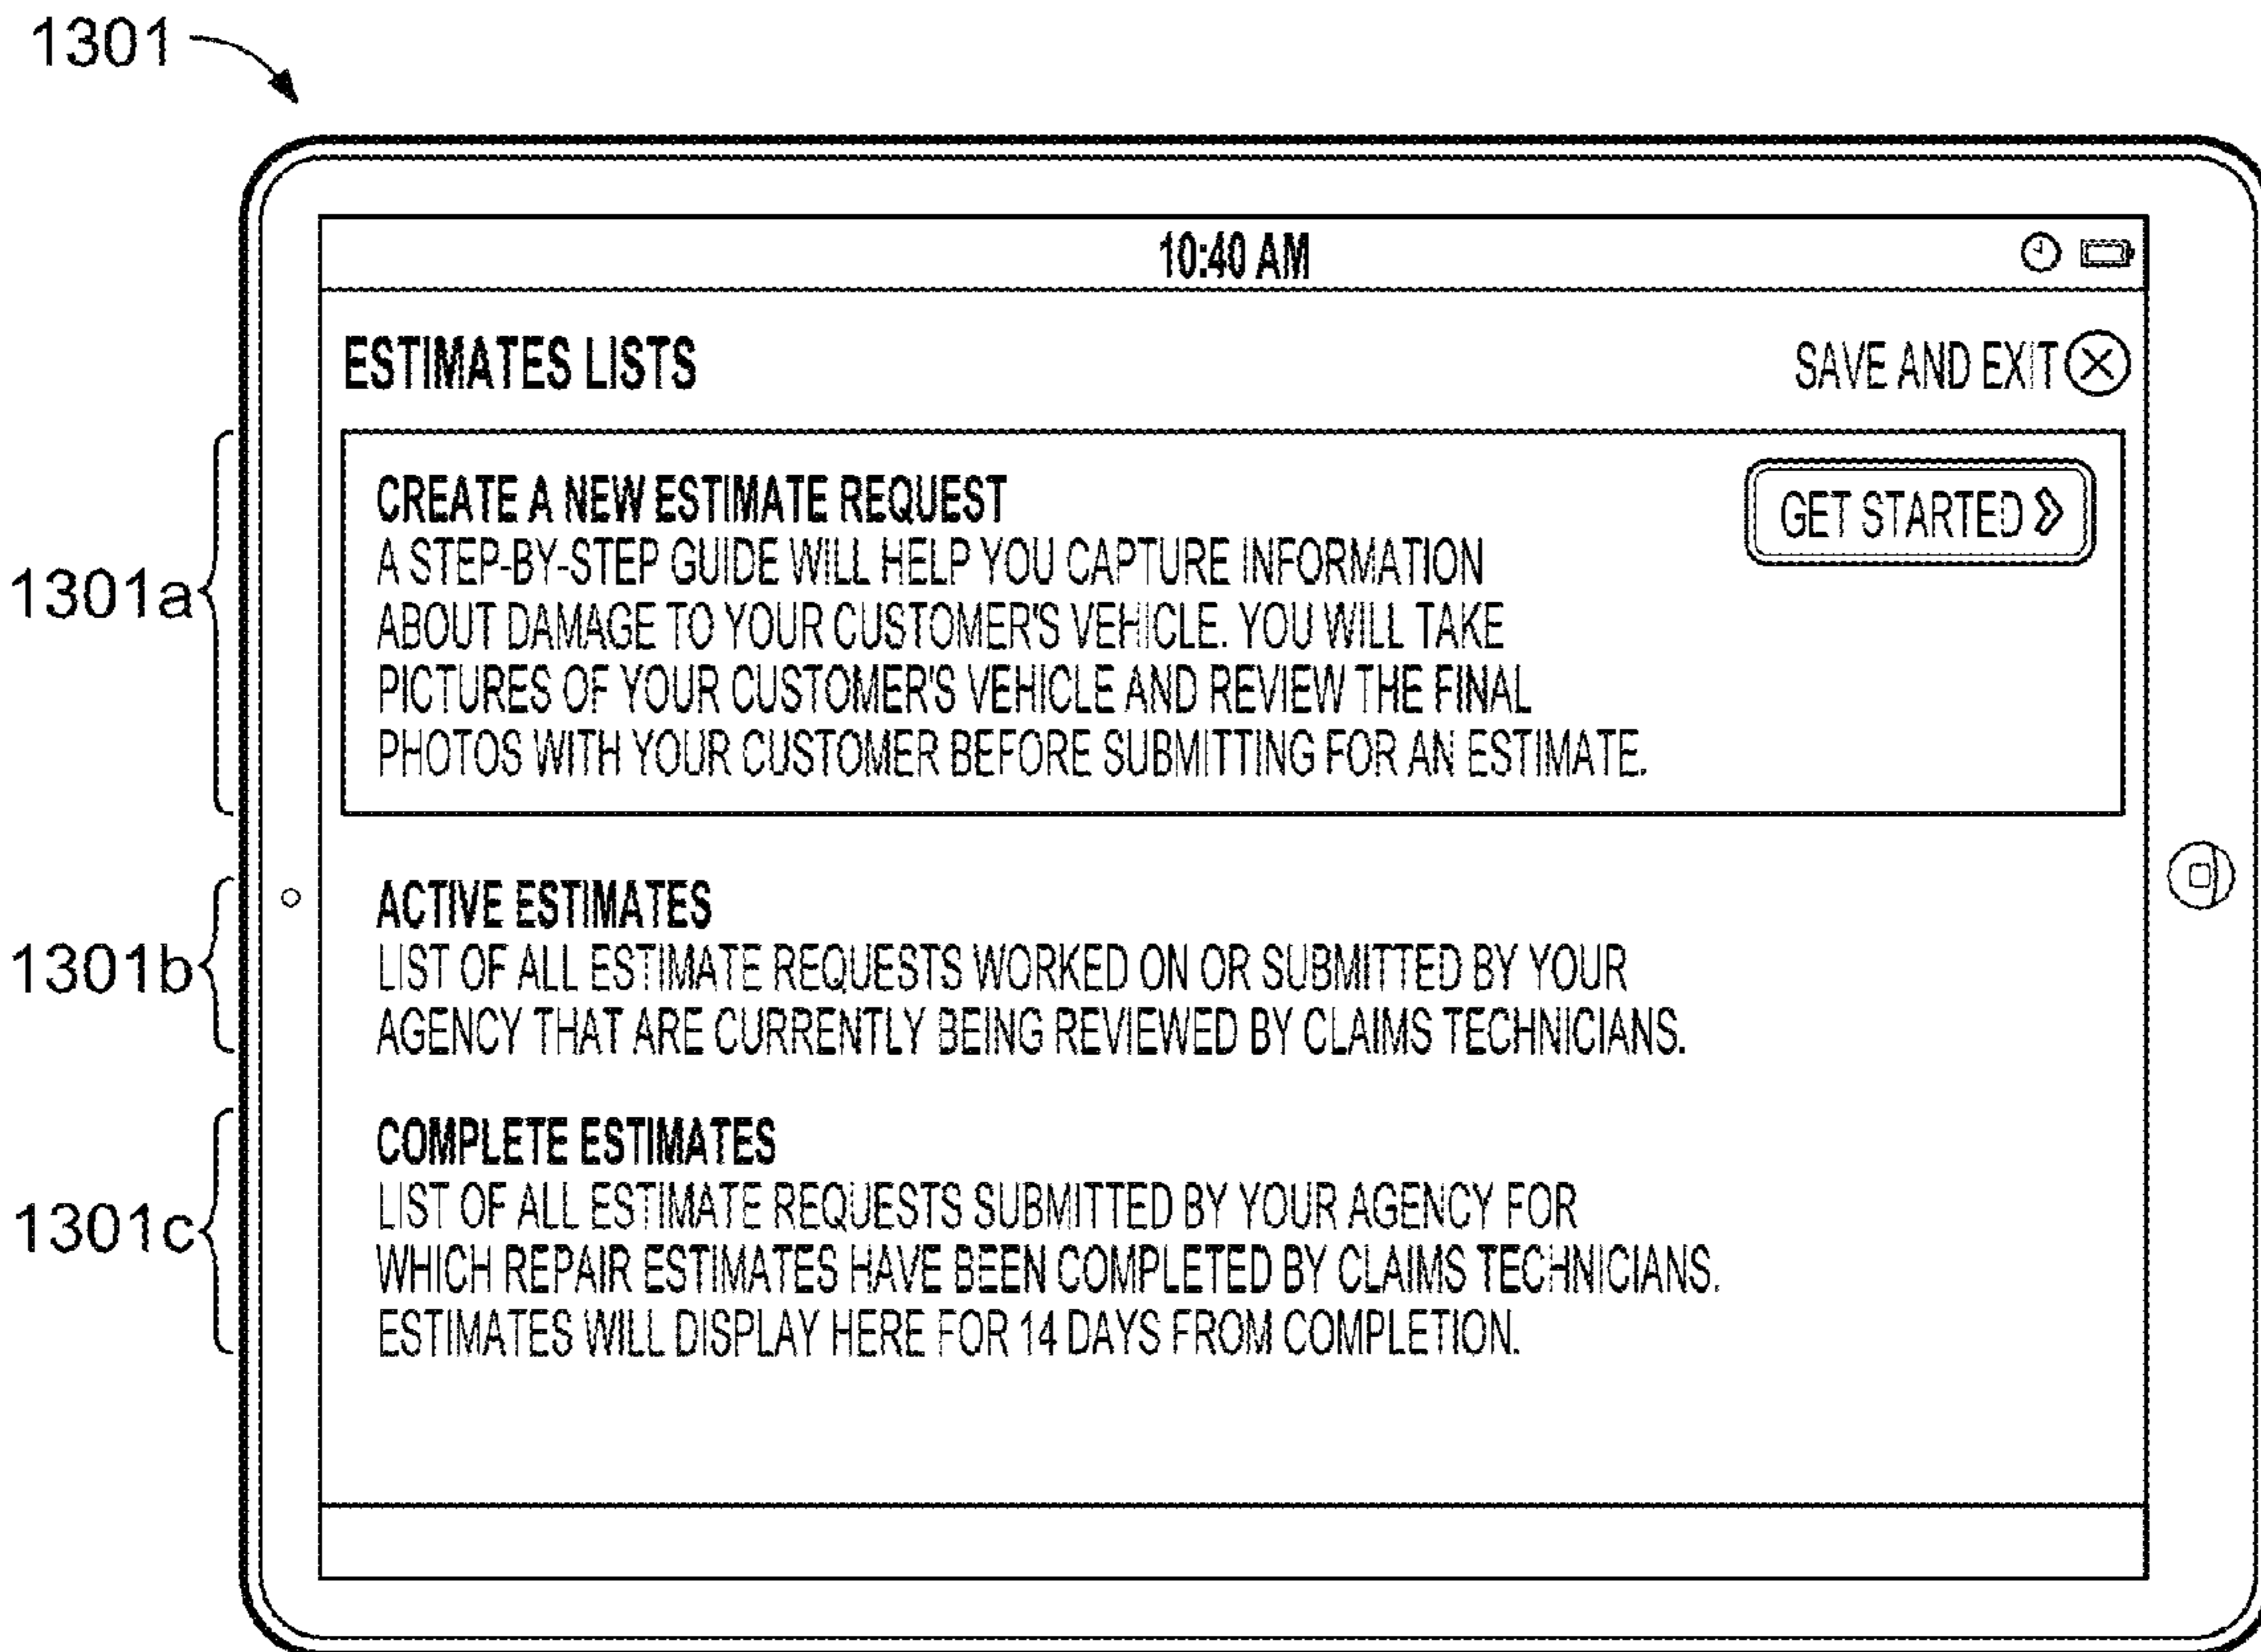 1301
10:40 AM
ESTIMATES LISTS
SAVE AND EXIT
1301a
CREATE A NEW ESTIMATE REQUEST
GET STARTED
A STEP-BY-STEP GUIDE WILL HELP YOU CAPTURE INFORMATION
ABOUT DAMAGE TO YOUR CUSTOMER'S VEHICLE. YOU WILL TAKE
PICTURES OF YOUR CUSTOMER'S VEHICLE AND REVIEW THE FINAL
PHOTOS WITH YOUR CUSTOMER BEFORE SUBMITTING FOR AN ESTIMATE.
1301b
ACTIVE ESTIMATES
LIST OF ALL ESTIMATE REQUESTS WORKED ON OR SUBMITTED BY YOUR
AGENCY THAT ARE CURRENTLY BEING REVIEWED BY CLAIMS TECHNICIANS.
1301c
COMPLETE ESTIMATES
LIST OF ALL ESTIMATE REQUESTS SUBMITTED BY YOUR AGENCY FOR
WHICH REPAIR ESTIMATES HAVE BEEN COMPLETED BY CLAIMS TECHNICIANS.
ESTIMATES WILL DISPLAY HERE FOR 14 DAYS FROM COMPLETION.